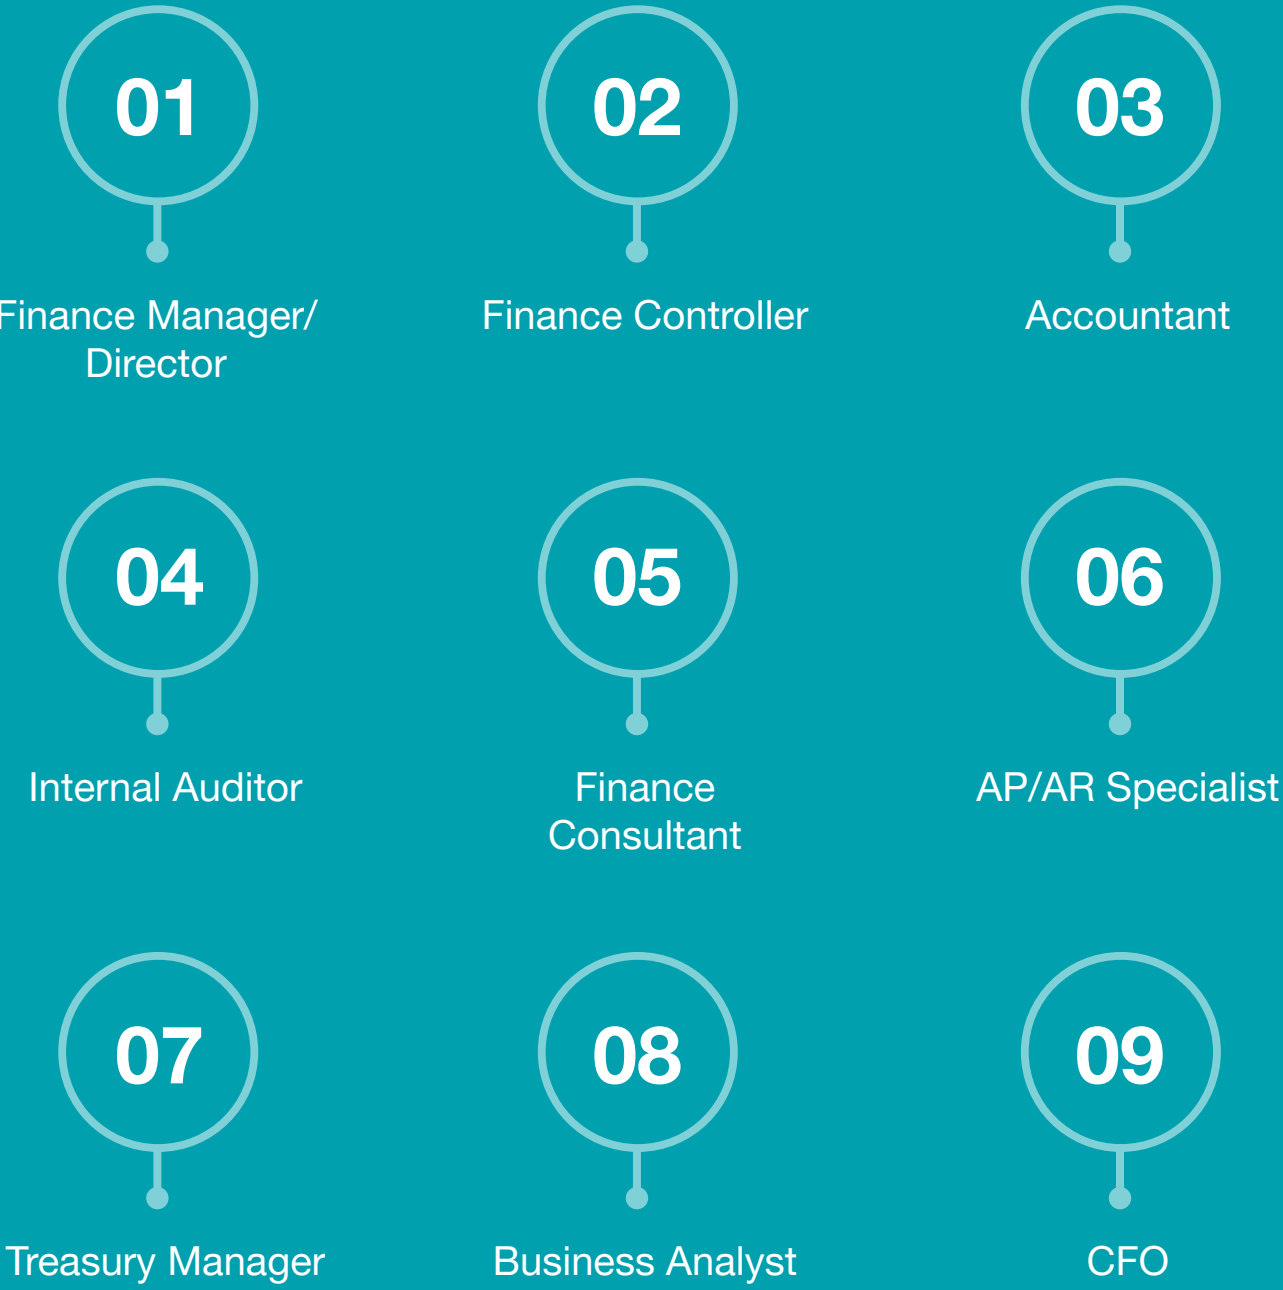 01
02
03
Finance Manager/
Director
Finance Controller
Accountant
04
05
06
Internal Auditor
Finance
Consultant
AP/AR Specialist
07
08
09
Treasury Manager
Business Analyst
CFO